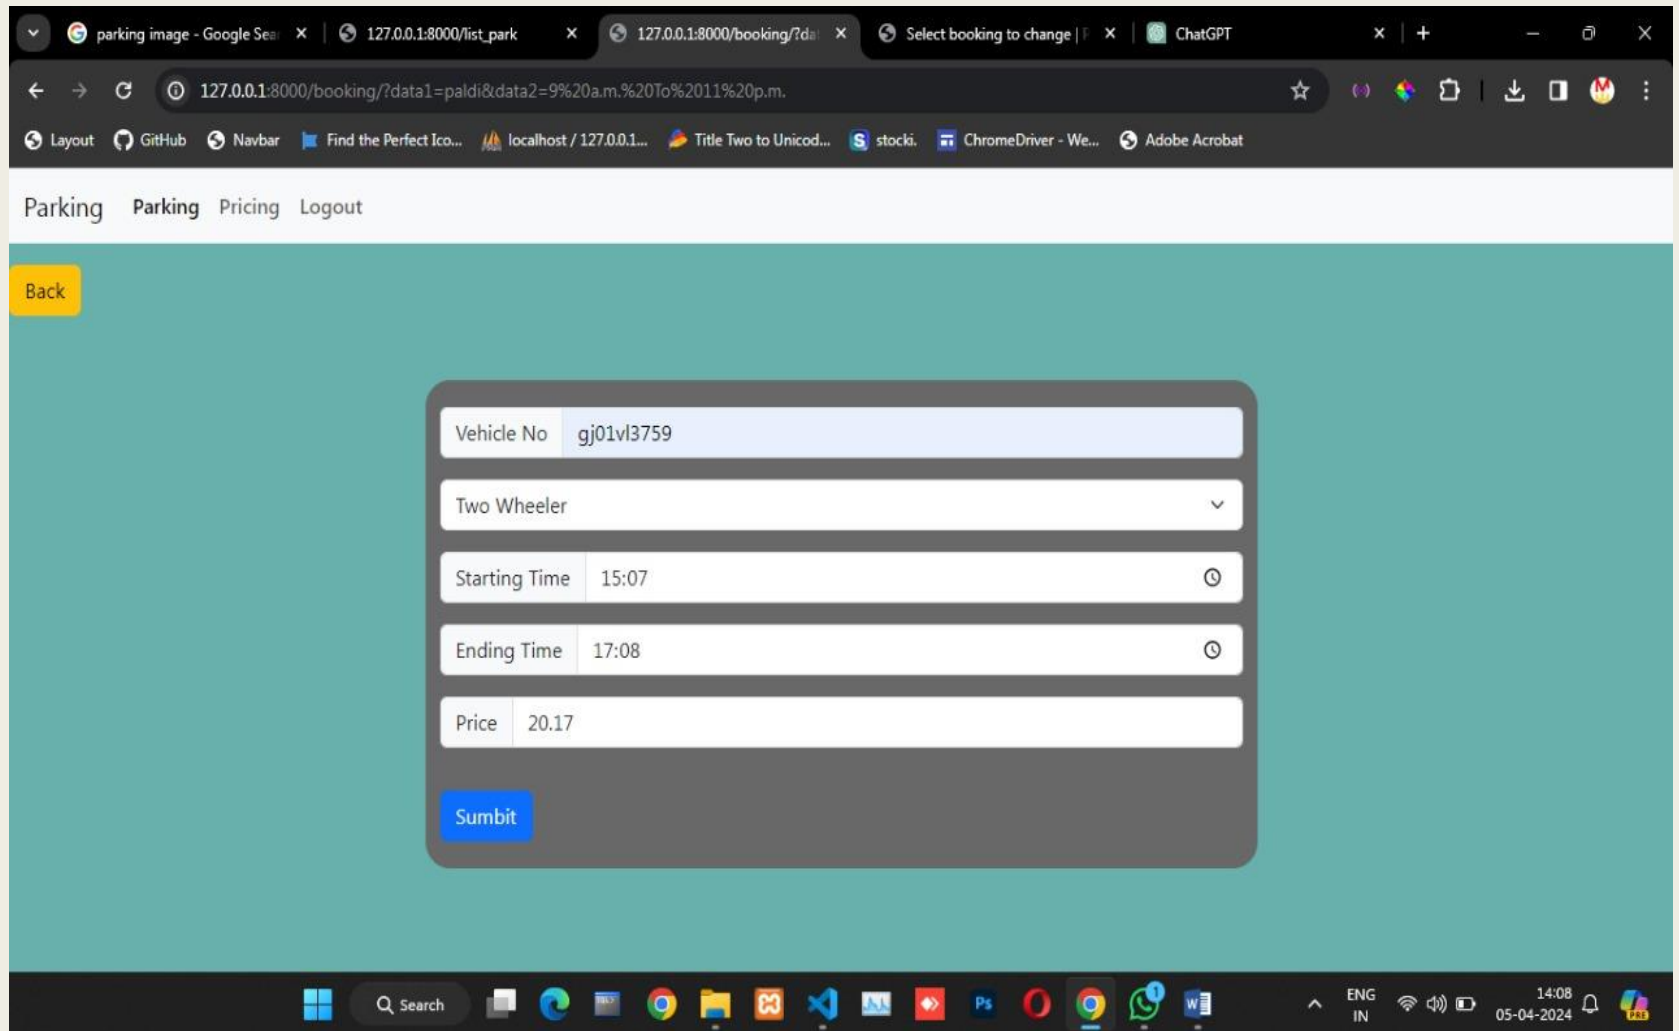 parking image - Google Sea
127.0.0.1:8000/list_park
127.0.0.1:8000/booking/?da
Select booking to change | P
ChatGPT
127.0.0.1:8000/booking/?data1=paldi&data2=9%20a.m.%20To%2011%20p.m.
Layout GitHub Navbar Find the Perfect Ico... localhost / 127.0.0.1... Title Two to Unicod... stocki. ChromeDriver - We... Adobe Acrobat
Parking Parking Pricing Logout
Back
Vehicle No gj01vl3759
Two Wheeler
Starting Time 15:07
Ending Time 17:08
Price 20.17
Sumbit
Search
Ps
1
W
ENG
IN
14:08
05-04-2024
PRE